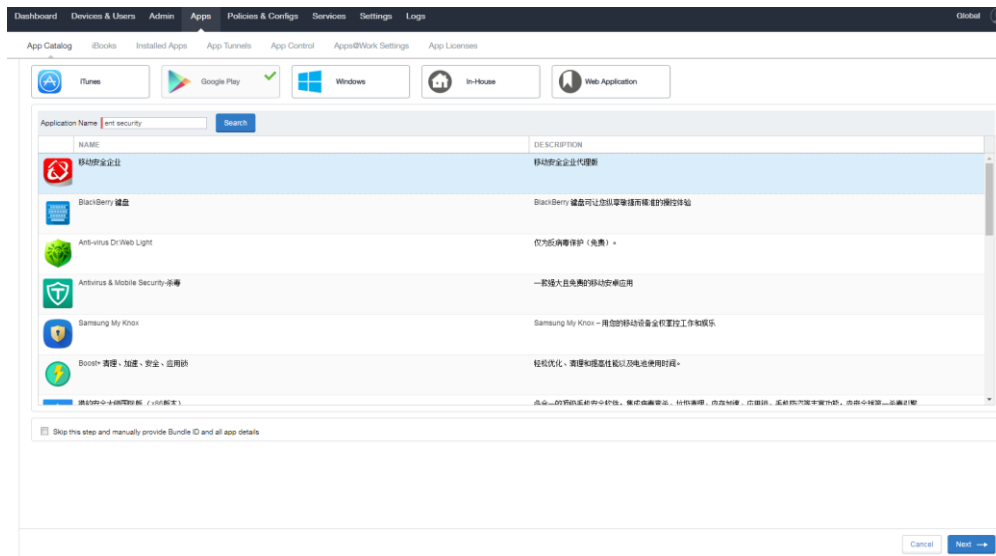 Dashboard Devices & Users Admin Apps Policies & Configs Services Settings Logs Global
App Catalog iBooks Installed Apps App Tunnels App Control Apps@Work Settings App Licenses
iTunes Google Play Windows In-House Web Application
Application Name ent security Search
NAME DESCRIPTION
移动安全企业 移动安全企业代理断
BlackBerry 键盘 BlackBerry 键盘可让您纵享敏捷而精准的操控体验
Anti-virus Dr.Web Light 仅为反病毒保护（免费）。
Antivirus & Mobile Security-杀毒 一款强大且免费的移动安卓应用
Samsung My Knox Samsung My Knox – 用您的移动设备全权掌控工作和娱乐
Boost+ 清理、加速、安全、应用锁 轻松优化、清理和提高性能以及电池使用时间。
Skip this step and manually provide Bundle ID and all app details
Cancel Next →